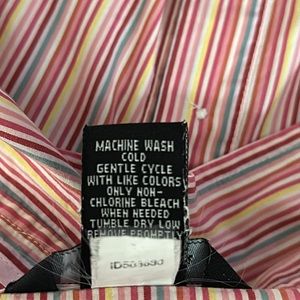 MACHINE WASH
COLD
GENTLE CYCLE
WITH LIKE COLORS
ONLY NON-
CHLORINE BLEACH
WHEN NEEDED
TUMBLE DRY LOW
REMOVE PROMPTLY